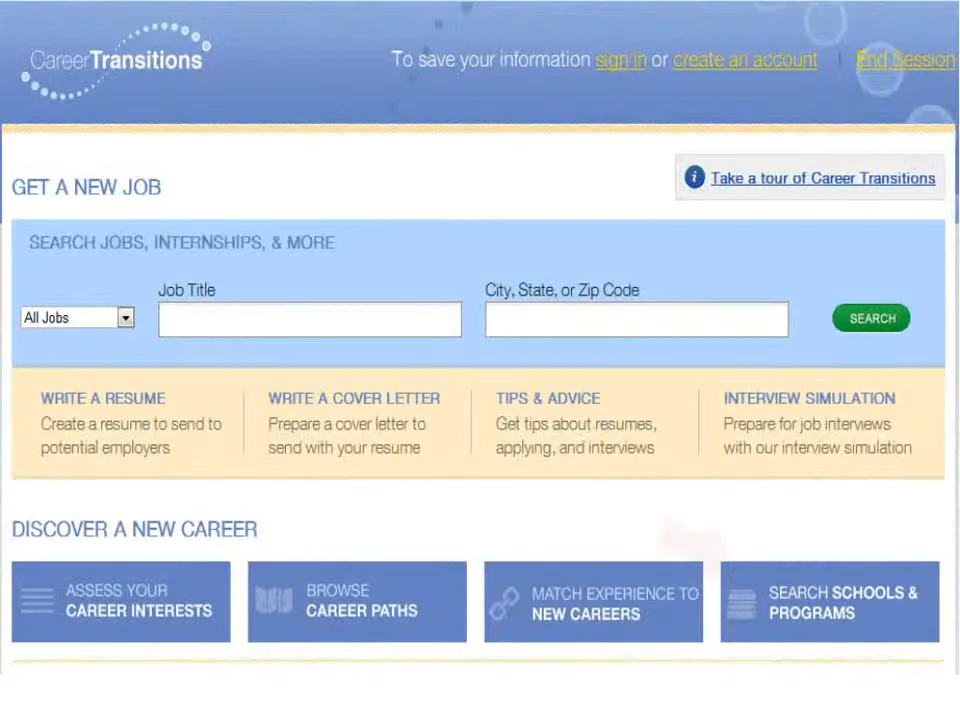 CareerTransitions
To save your information sign in or create an account | End Session
Take a tour of Career Transitions
GET A NEW JOB
SEARCH JOBS, INTERNSHIPS, & MORE
Job Title
City, State, or Zip Code
All Jobs
SEARCH
WRITE A RESUME
Create a resume to send to
potential employers
WRITE A COVER LETTER
Prepare a cover letter to
send with your resume
TIPS & ADVICE
Get tips about resumes,
applying, and interviews
INTERVIEW SIMULATION
Prepare for job interviews
with our interview simulation
DISCOVER A NEW CAREER
ASSESS YOUR
CAREER INTERESTS
BROWSE
CAREER PATHS
MATCH EXPERIENCE TO
NEW CAREERS
SEARCH SCHOOLS &
PROGRAMS